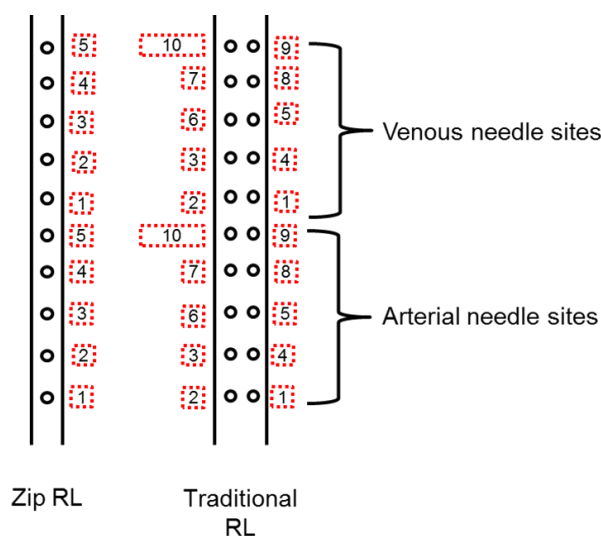 5 10 9
4 7 8
3 6 5
Venous needle sites
2 3 4
1 2 1
5 10 9
4 7 8
3 6 5
Arterial needle sites
2 3 4
1 2 1
Zip RL
Traditional
RL